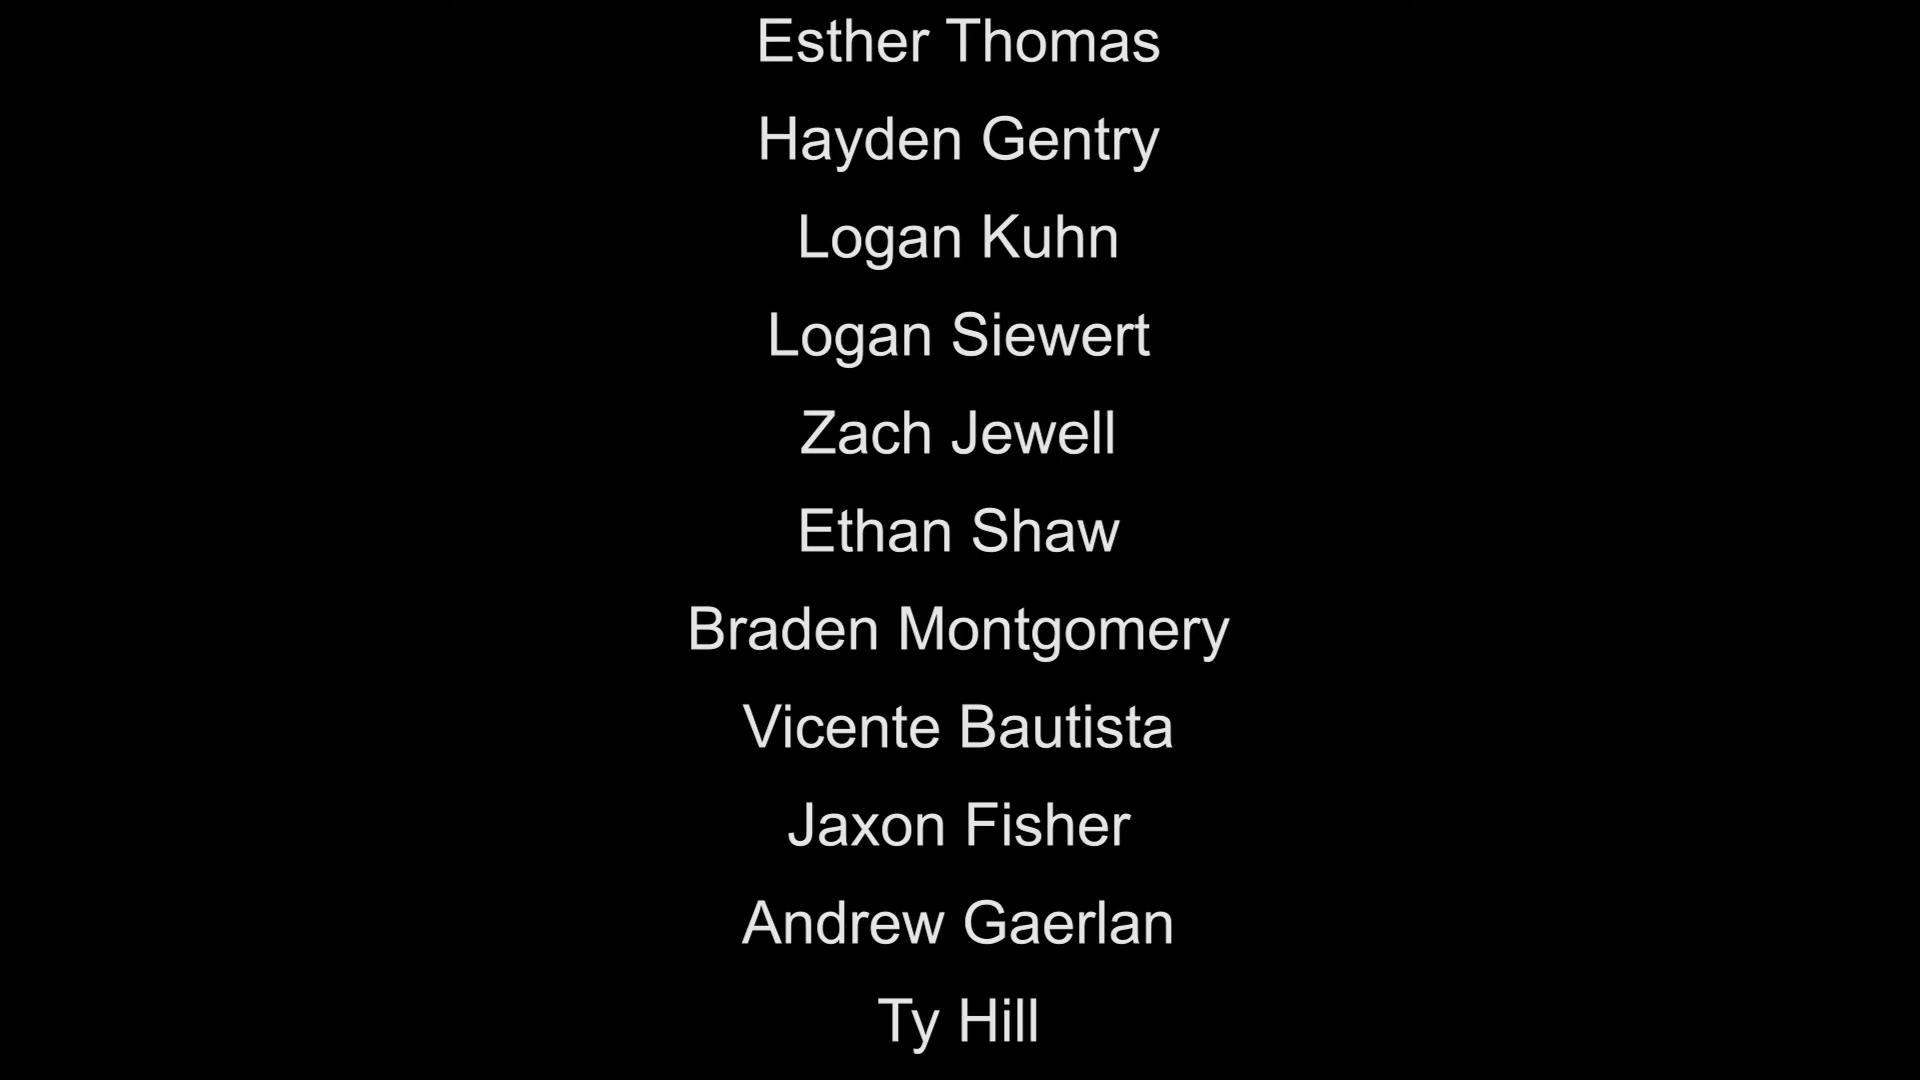 Esther Thomas
Hayden Gentry
Logan Kuhn
Logan Siewert
Zach Jewell
Ethan Shaw
Braden Montgomery
Vicente Bautista
Jaxon Fisher
Andrew Gaerlan
Ty Hill